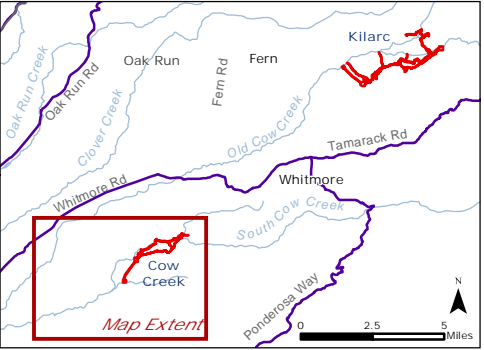 Kilarc
Oak Run
Fern
Oak Run Creek
Oak Run Rd
Fern Rd
Clover Creek
Old Cow Creek
Tamarack Rd
Whitmore Rd
Whitmore
South Cow Creek
Cow
Creek
Map Extent
Ponderosa Way
N
0 2.5 5
Miles